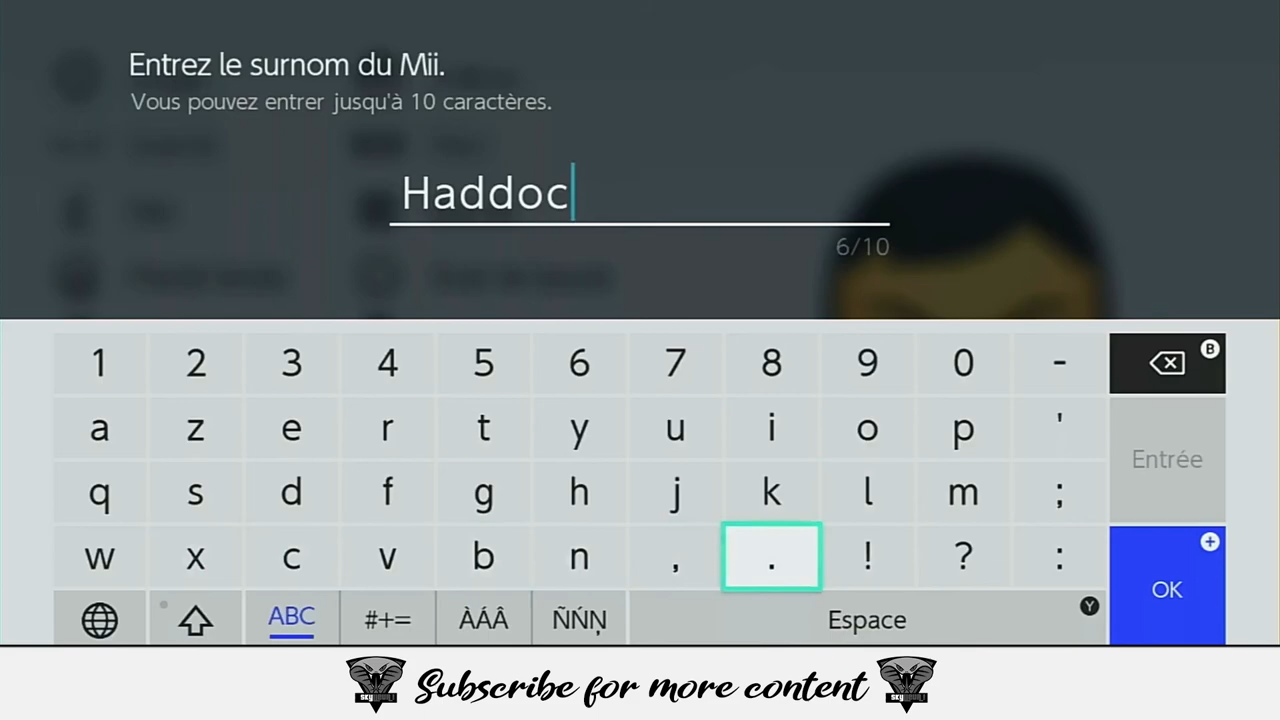 Entrez le surnom du Mii.
Vous pouvez entrer jusqu'à 10 caractères.
Haddoc
6/10
1 2 3 4 5 6 7 8 9 0 - B
a z e r t y u i o p '
Entrée
q s d f g h j k l m ;
w x c v b n , . ! ? : +
OK
ABC #+= ÀÁÂ ÑŃŅ Espace Y
Subscribe for more content